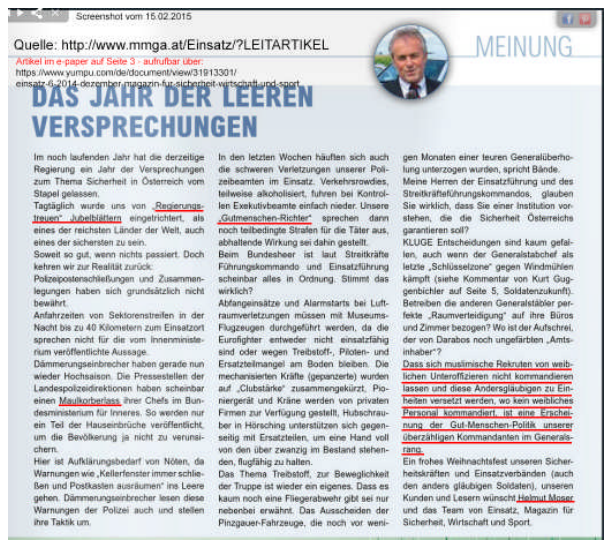 Screenshot vom 15.02.2015
Quelle: http://www.mmga.at/Einsatz/?LEITARTIKEL
MEINUNG
Artikel im e-paper auf Seite 3 - aufrufbar über:
https://www.yumpu.com/de/document/view/31913301/
einsatz-6-2014-dezember-magazin-fur-sicherheit-wirtschaft-und-sport
DAS JAHR DER LEEREN
VERSPRECHUNGEN
Im noch laufenden Jahr hat die derzeitige
Regierung ein Jahr der Versprechungen
zum Thema Sicherheit in Österreich vom
Stapel gelassen.
Tagtäglich wurde uns von „Regierungs-
treuen“ Jubelblättern eingetrichtert, als
eines der reichsten Länder der Welt, auch
eines der sichersten zu sein.
Soweit so gut, wenn nichts passiert. Doch
kehren wir zur Realität zurück:
Polizeipostenschließungen und Zusammen-
legungen haben sich grundsätzlich nicht
bewährt.
Anfahrzeiten von Sektorenstreifen in der
Nacht bis zu 40 Kilometern zum Einsatzort
sprechen nicht für die vom Innenministe-
rium veröffentlichte Aussage.
Dämmerungseinbrecher haben gerade nun
wieder Hochsaison. Die Pressestellen der
Landespolizeidirektionen haben scheinbar
einen Maulkorberlass ihrer Chefs im Bun-
desministerium für Inneres. So werden nur
ein Teil der Hauseinbrüche veröffentlicht,
um die Bevölkerung ja nicht zu verunsi-
chern.
Hier ist Aufklärungsbedarf von Nöten, da
Warnungen wie „Kellerfenster immer schlie-
ßen und Postkasten ausräumen“ ins Leere
gehen. Dämmerungseinbrecher lesen diese
Warnungen der Polizei auch und stellen
ihre Taktik um.
In den letzten Wochen häuften sich auch
die schweren Verletzungen unserer Poli-
zeibeamten im Einsatz. Verkehrsrowdies,
teilweise alkoholisiert, fuhren bei Kontrol-
len Exekutivbeamte einfach nieder. Unsere
„Gutmenschen-Richter“ sprechen dann
noch teilbedingte Strafen für die Täter aus,
abhaltende Wirkung sei dahin gestellt.
Beim Bundesheer ist laut Streitkräfte
Führungskommando und Einsatzführung
scheinbar alles in Ordnung. Stimmt das
wirklich?
Abfangeinsätze und Alarmstarts bei Luft-
raumverletzungen müssen mit Museums-
Flugzeugen durchgeführt werden, da die
Eurofighter entweder nicht einsatzfähig
sind oder wegen Treibstoff-, Piloten- und
Ersatzteilmangel am Boden bleiben. Die
mechanisierten Kräfte (gepanzerte) wurden
auf „Clubstärke“ zusammengekürzt, Pio-
niergerät und Kräne werden von privaten
Firmen zur Verfügung gestellt, Hubschrau-
ber in Hörsching unterstützen sich gegen-
seitig mit Ersatzteilen, um eine Hand voll
von den über zwanzig im Bestand stehen-
den, flugfähig zu halten.
Das Thema Treibstoff, zur Beweglichkeit
der Truppe ist wieder ein eigenes. Dass es
kaum noch eine Fliegerabwehr gibt sei nur
nebenbei erwähnt. Das Ausscheiden der
Pinzgauer-Fahrzeuge, die noch vor weni-
gen Monaten einer teuren Generalüberho-
lung unterzogen wurden, spricht Bände.
Meine Herren der Einsatzführung und des
Streitkräfteführungskommandos, glauben
Sie wirklich, dass Sie einer Institution vor-
stehen, die die Sicherheit Österreichs
garantieren soll?
KLUGE Entscheidungen sind kaum gefal-
len, auch wenn der Generalstabchef als
letzte „Schlüsselzone“ gegen Windmühlen
kämpft (siehe Kommentar von Kurt Gug-
genbichler auf Seite 5, Soldatenzukunft).
Betreiben die anderen Generalstäbler per-
fekte „Raumverteidigung“ auf ihre Büros
und Zimmer bezogen? Wo ist der Aufschrei,
der von Darabos noch ungefärbten „Amts-
inhaber“?
Dass sich muslimische Rekruten von weib-
lichen Unteroffizieren nicht kommandieren
lassen und diese Andersgläubigen zu Ein-
heiten versetzt werden, wo kein weibliches
Personal kommandiert, ist eine Erschei-
nung der Gut-Menschen-Politik unserer
überzähligen Kommandanten im Generals-
rang.
Ein frohes Weihnachtsfest unseren Sicher-
heitskräften und Einsatzverbänden (auch
den anders gläubigen Soldaten), unseren
Kunden und Lesern wünscht Helmut Moser
und das Team von Einsatz, Magazin für
Sicherheit, Wirtschaft und Sport.